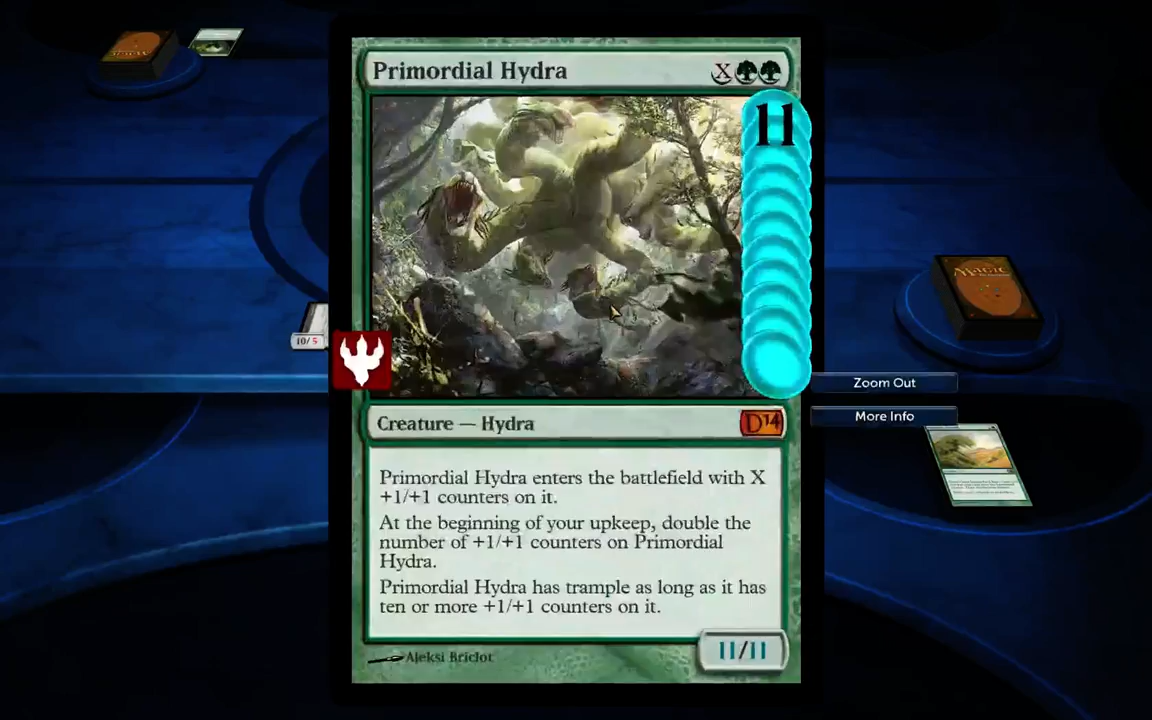 Primordial Hydra X
11
MAGIC
10/5
Zoom Out
More Info
Creature — Hydra D14
Primordial Hydra enters the battlefield with X
+1/+1 counters on it.
At the beginning of your upkeep, double the
number of +1/+1 counters on Primordial
Hydra.
Primordial Hydra has trample as long as it has
ten or more +1/+1 counters on it.
Aleksi Briclot
11/11